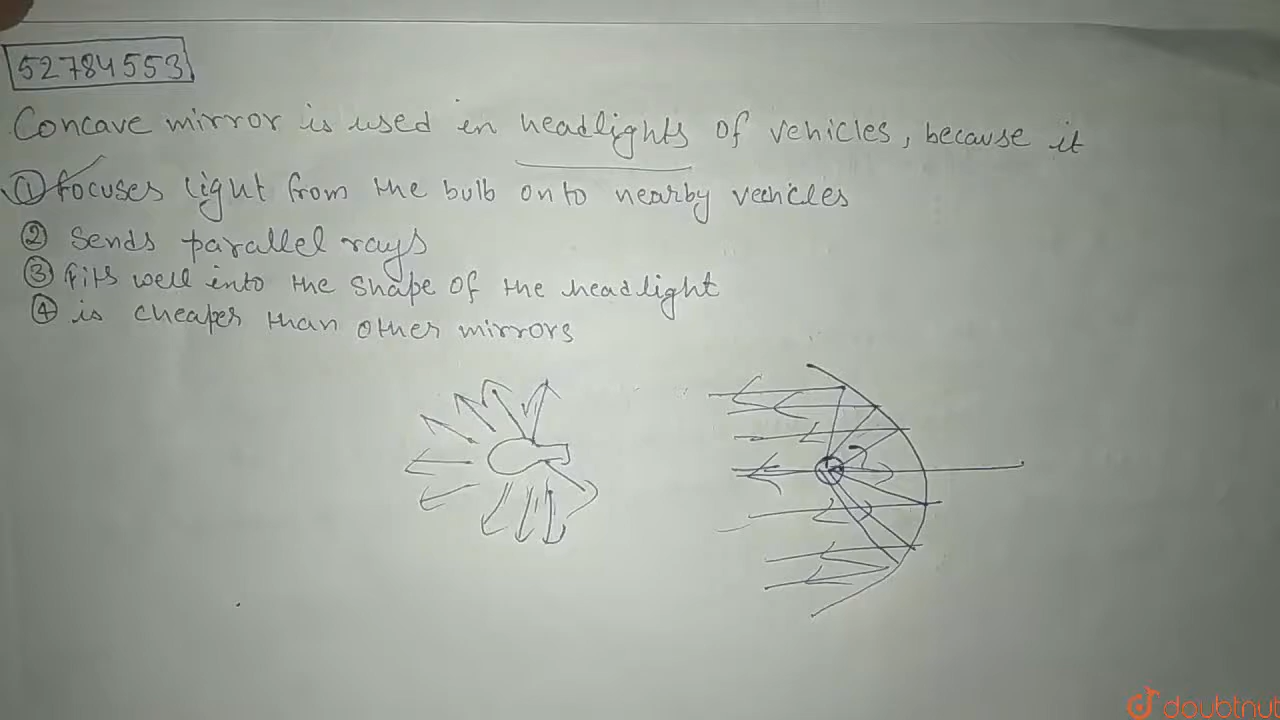 52784553
Concave mirror is used in headlights of vehicles, because it
① focuses light from the bulb onto nearby vechicles
② Sends parallel rays
③ fits well into the shape of the headlight
④ is cheaper than other mirrors
doubtnut